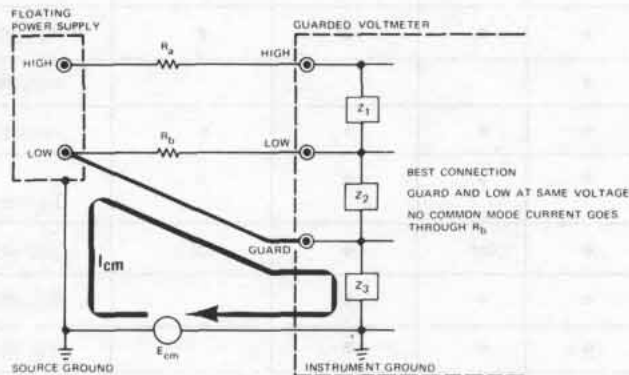 FLOATING
POWER SUPPLY
GUARDED VOLTMETER
HIGH
Ra
HIGH
Z1
LOW
Rb
LOW
BEST CONNECTION
GUARD AND LOW AT SAME VOLTAGE
NO COMMON MODE CURRENT GOES
THROUGH Rb
Z2
GUARD
Icm
Z3
Ecm
SOURCE GROUND
INSTRUMENT GROUND